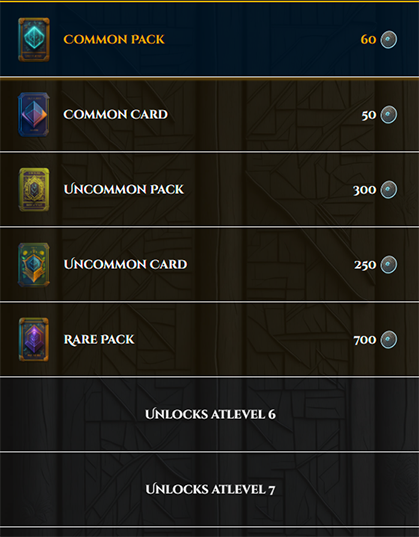 Common Pack 60
Common Card 50
Uncommon Pack 300
Uncommon Card 250
Rare Pack 700
Unlocks atLevel 6
Unlocks atLevel 7